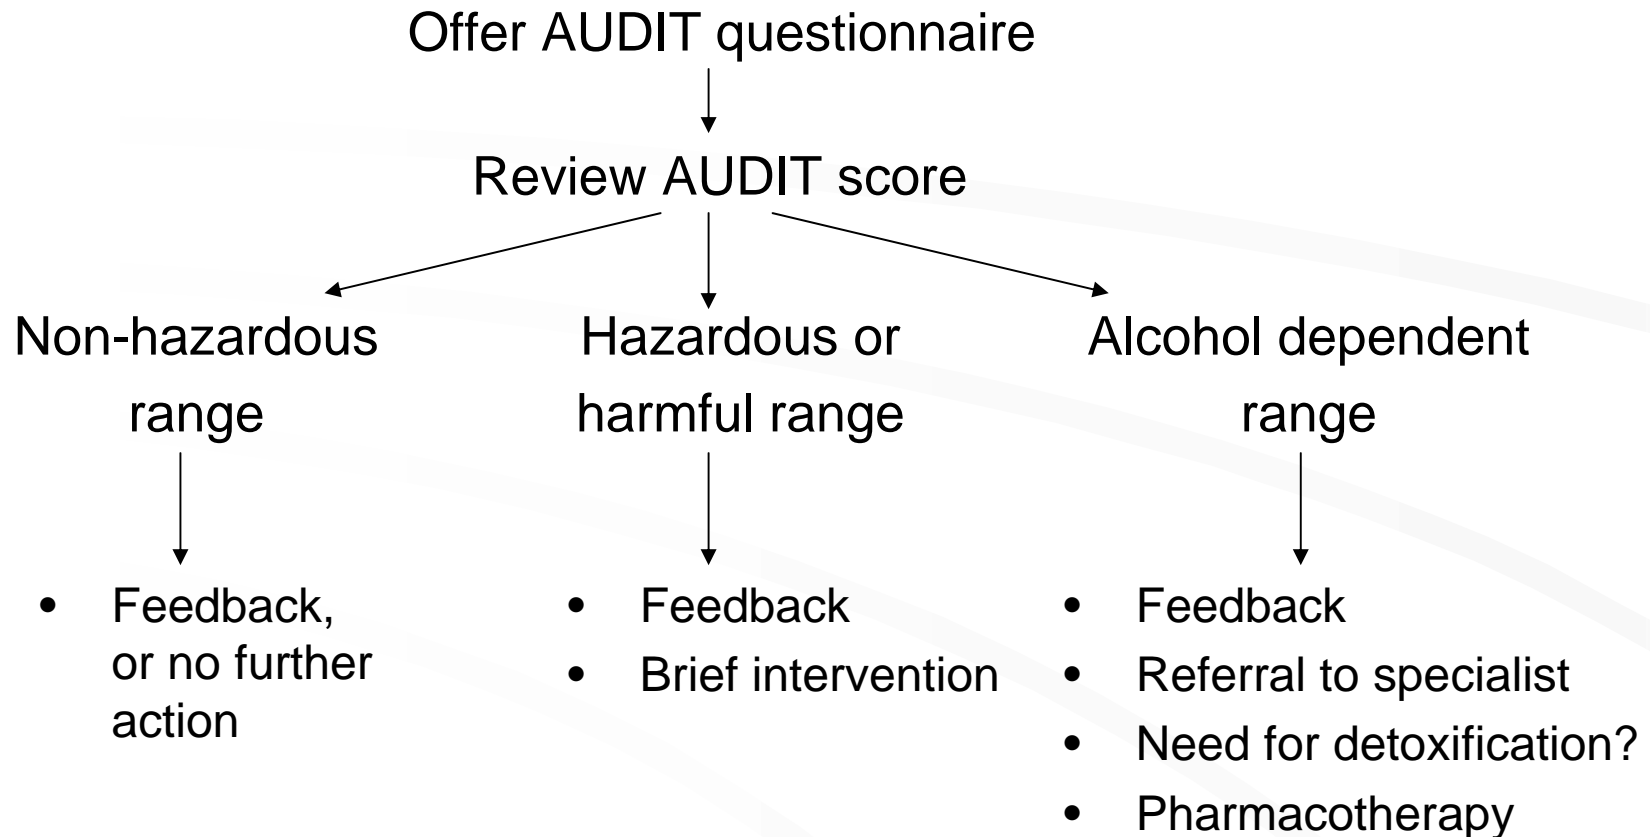 Offer AUDIT questionnaire
Review AUDIT score
Non-hazardous
range
Hazardous or
harmful range
Alcohol dependent
range
• Feedback,
or no further
action
• Feedback
• Brief intervention
• Feedback
• Referral to specialist
• Need for detoxification?
• Pharmacotherapy